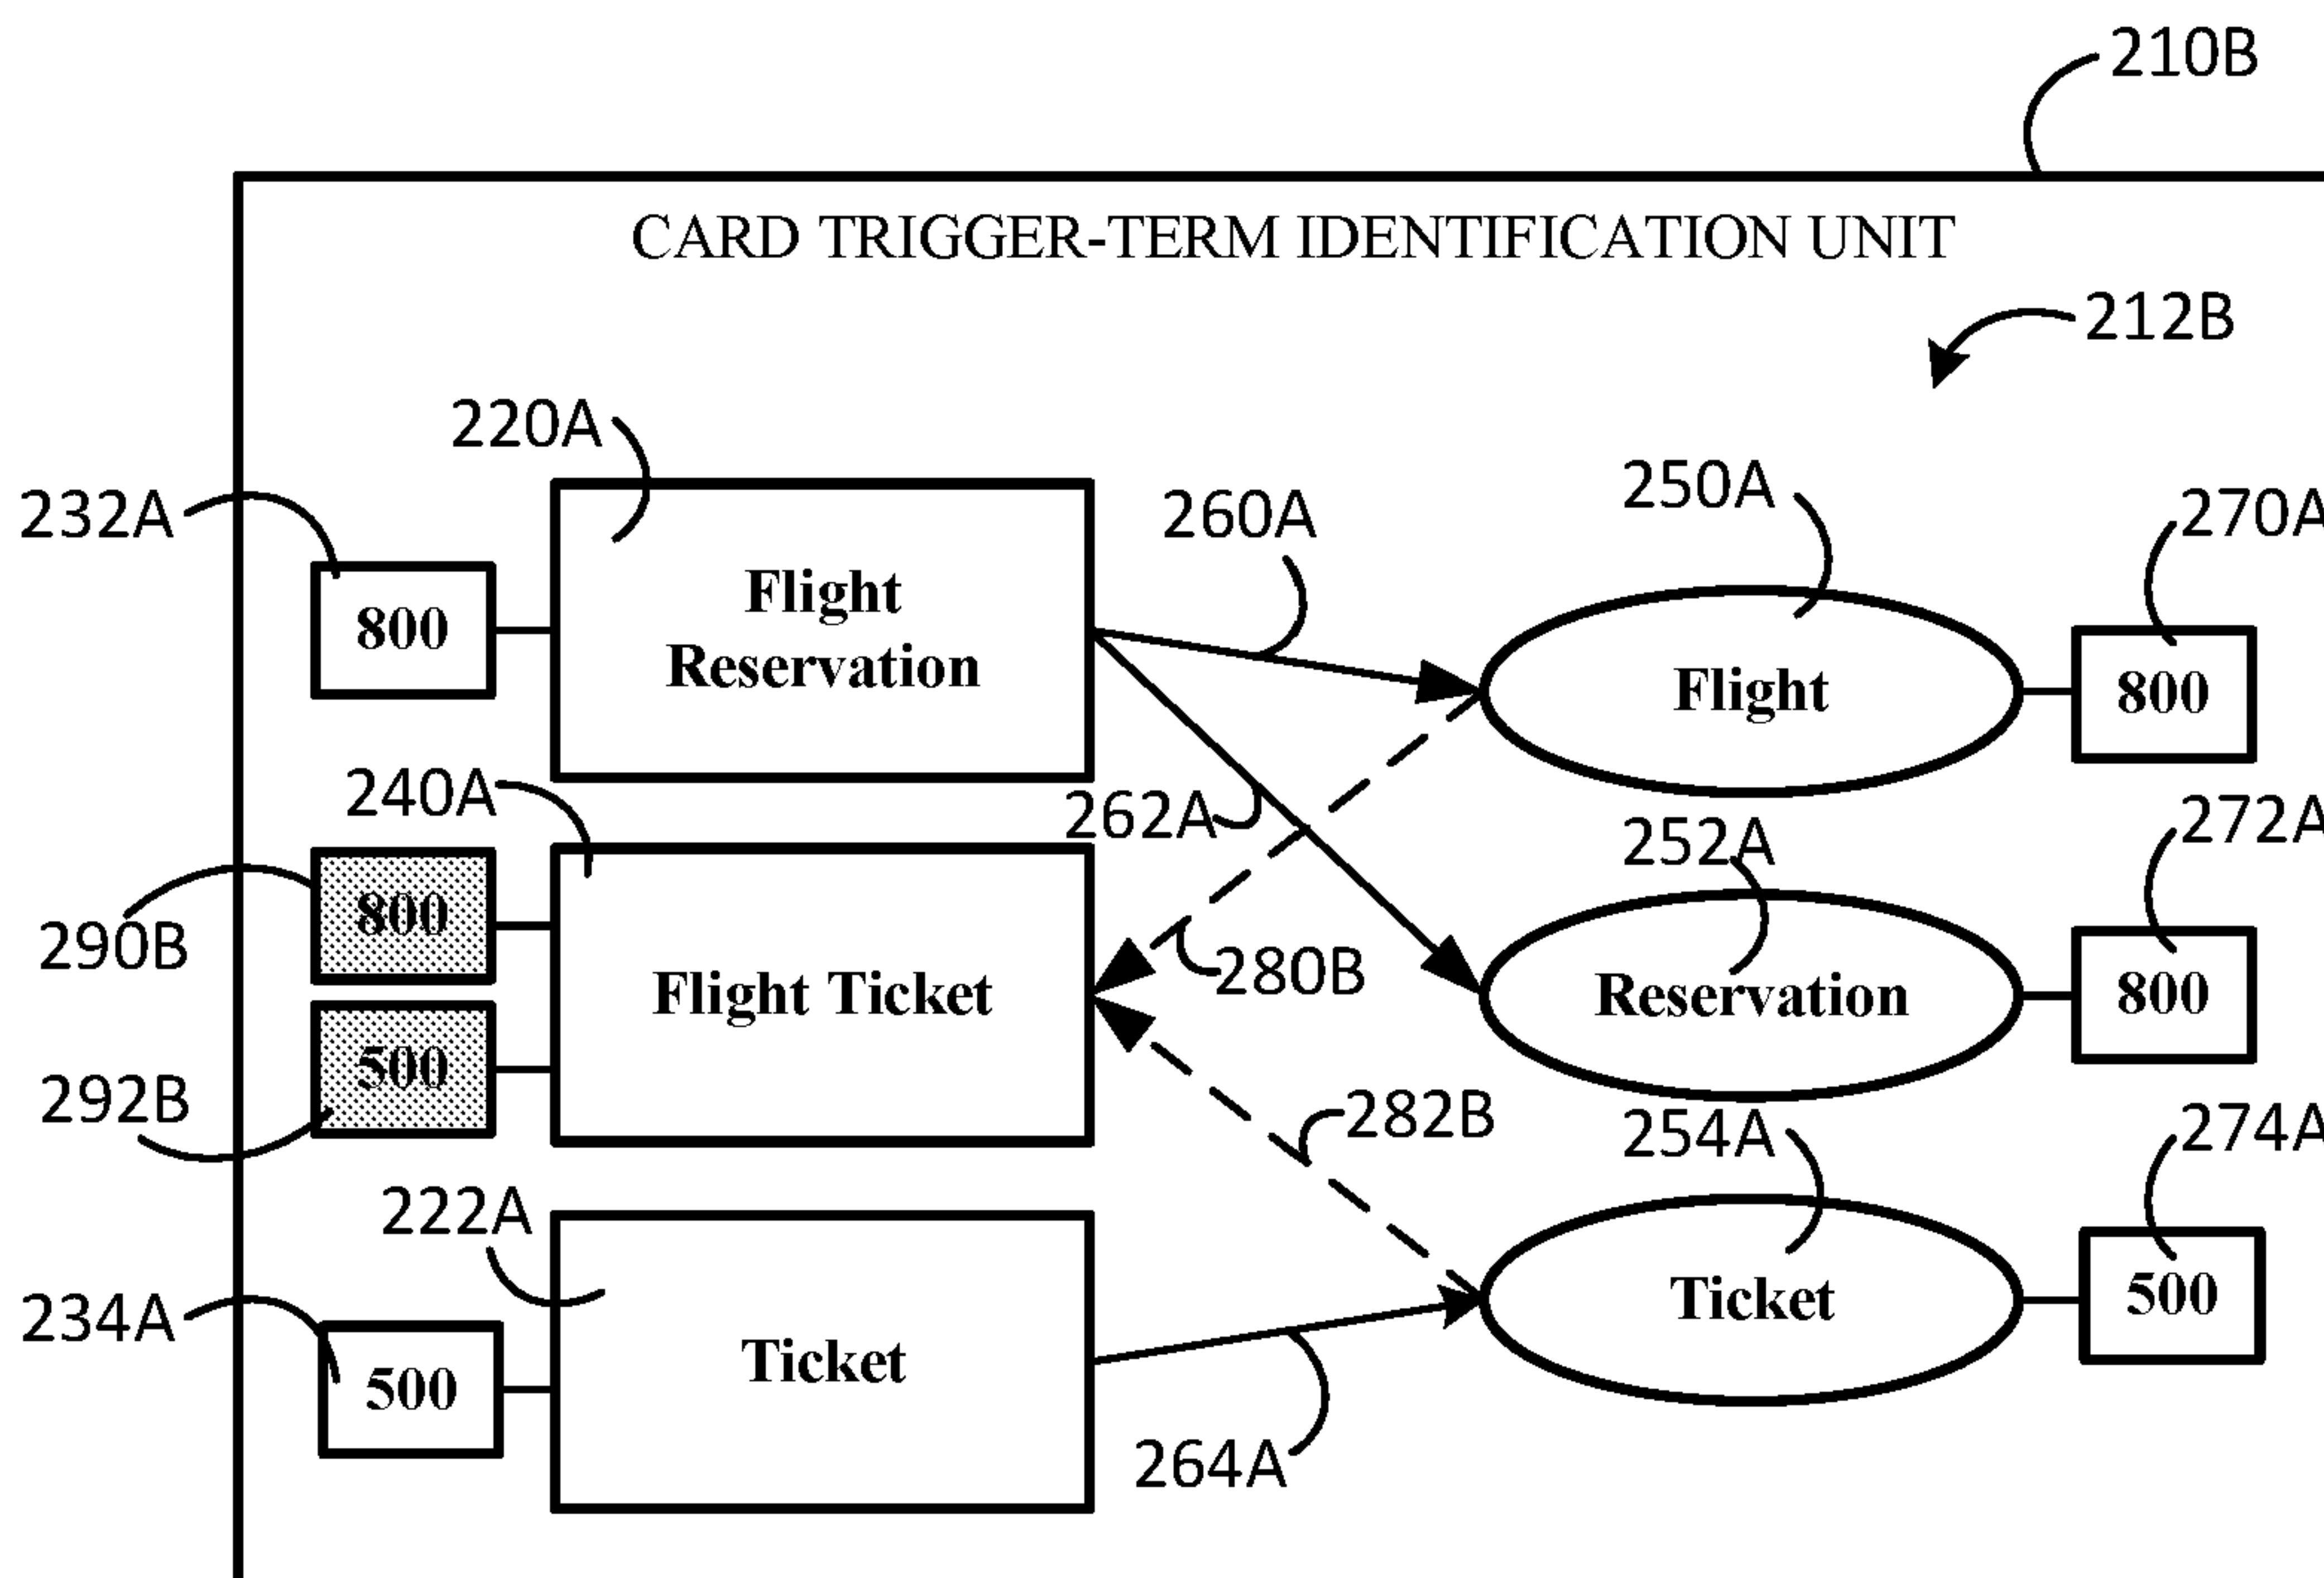 210B
CARD TRIGGER-TERM IDENTIFICATION UNIT
212B
220A
232A
260A
250A
270A
800
Flight
Reservation
Flight
800
240A
262A
252A
272A
290B
800
280B
Flight Ticket
Reservation
800
292B
500
282B
254A
274A
222A
234A
500
Ticket
Ticket
500
264A